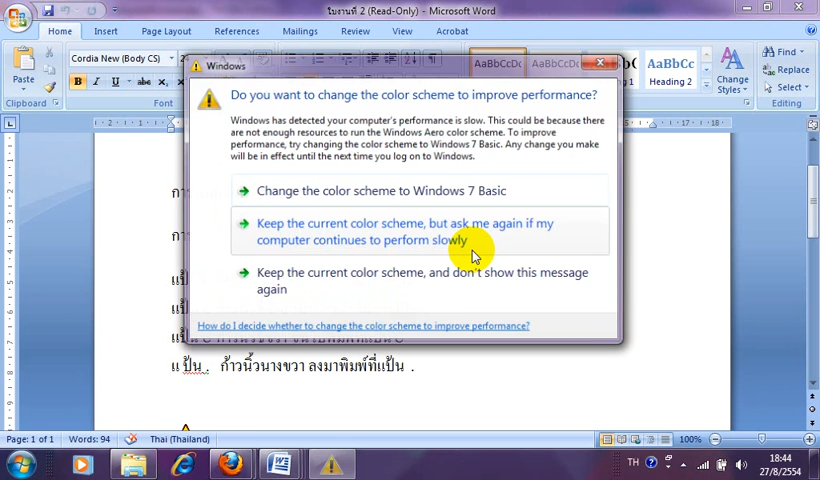 ใบงานที่ 2 (Read-Only) - Microsoft Word
Home Insert Page Layout References Mailings Review View Acrobat
Paste
Clipboard
Cordia New (Body CS) 24
B I U abc x
Font
AaBbCcDc AaBbCcDc AaBbC AaBbCc
Heading 2
Change Styles
Find
Replace
Select
Editing
Windows
Do you want to change the color scheme to improve performance?
Windows has detected your computer's performance is slow. This could be because
there are not enough resources to run the Windows Aero color scheme. To improve
performance, try changing the color scheme to Windows 7 Basic. Any change you make
will be in effect until the next time you log on to Windows.
Change the color scheme to Windows 7 Basic
Keep the current color scheme, but ask me again if my
computer continues to perform slowly
Keep the current color scheme, and don't show this message
again
How do I decide whether to change the color scheme to improve performance?
แป้น . ก้าวนิ้วนางขวา ลงมาพิมพ์ที่แป้น .
Page: 1 of 1 Words: 94 Thai (Thailand) 100%
TH 18:44
27/8/2554